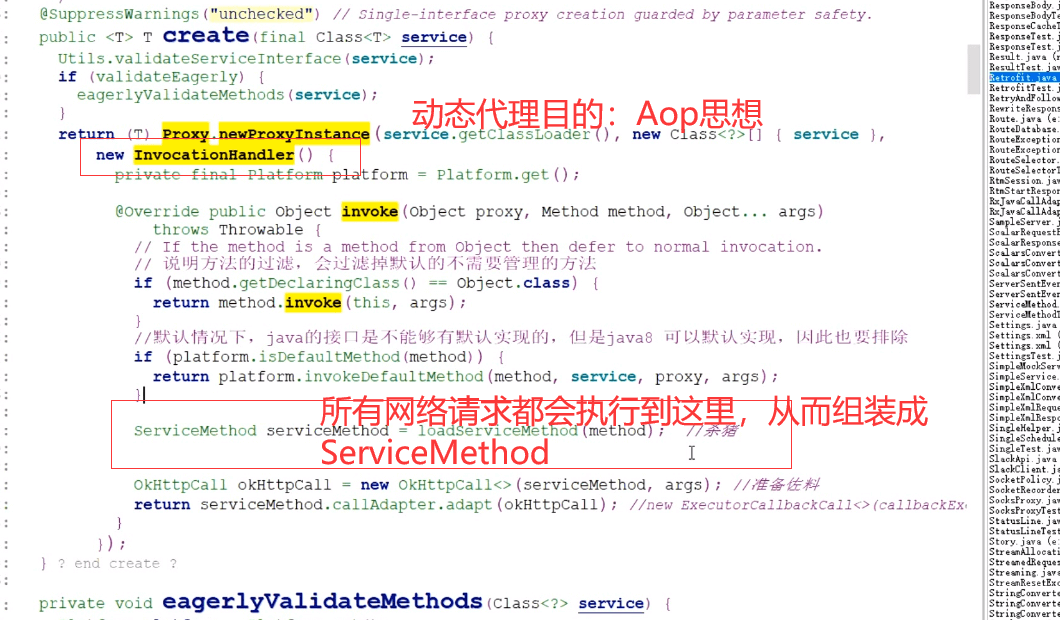 @SuppressWarnings("unchecked") // Single-interface proxy creation guarded by parameter safety.
public <T> T create(final Class<T> service) {
Utils.validateServiceInterface(service);
if (validateEagerly) {
eagerlyValidateMethods(service);
}
动态代理目的：Aop思想
return (T) Proxy.newProxyInstance(service.getClassLoader(), new Class<?>[] { service },
new InvocationHandler() {
private final Platform platform = Platform.get();
@Override public Object invoke(Object proxy, Method method, Object... args)
throws Throwable {
// If the method is a method from Object then defer to normal invocation.
// 说明方法的过滤，会过滤掉默认的不需要管理的方法
if (method.getDeclaringClass() == Object.class) {
return method.invoke(this, args);
}
//默认情况下，java的接口是不能够有默认实现的，但是java8 可以默认实现，因此也要排除
if (platform.isDefaultMethod(method)) {
return platform.invokeDefaultMethod(method, service, proxy, args);
}
所有网络请求都会执行到这里，从而组装成
ServiceMethod
ServiceMethod serviceMethod = loadServiceMethod(method); //杀猪
OkHttpCall okHttpCall = new OkHttpCall<>(serviceMethod, args); //准备佐料
return serviceMethod.callAdapter.adapt(okHttpCall); //new ExecutorCallbackCall<>(callbackEx
}
});
} ? end create ?
private void eagerlyValidateMethods(Class<?> service) {
ResponseBody.j
ResponseBodyTe
ResponseCacheT
ResponseTest.j
ResponseTest.j
Result.java (r
ResultTest.jav
Retrofit.java
RetrofitTest.j
RetryAndFollow
RewriteRespons
Route.java (e:
RouteDatabase.
RouteException
RouteException
RouteSelector.
RouteSelectorT
RtmSession.jav
RtmStartRespon
RxJavaCallAdap
RxJavaCallAdap
SampleServer.j
ScalarRequestB
ScalarResponse
ScalarsConvert
ScalarsConvert
ScalarsConvert
ServerSentEver
ServerSentEver
ServiceMethod.
ServiceMethodT
Settings.java
Settings.xml (
Settings.xml (
SettingsTest.j
SimpleMockServ
SimpleService.
SimpleXmlConve
SimpleXmlConve
SimpleXmlReque
SimpleXmlRespo
SingleHelper.j
SingleSchedule
SingleTest.jav
SlackApi.java
SlackClient.ja
SocketPolicy.j
SocketRecorder
SocksProxy.jav
SocksProxyTest
StatusLine.jav
StatusLineTest
Story.java (e:
StreamAllocati
StreamedReques
Streaming.java
StreamResetExc
StringConverte
StringConverte
StringConverte